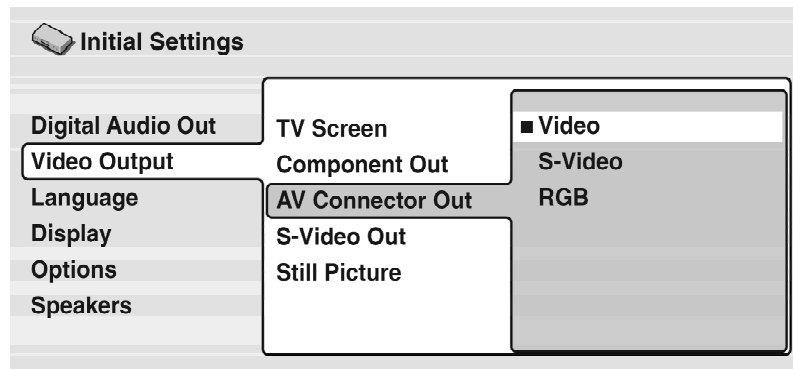 Initial Settings
Digital Audio Out
Video Output
Language
Display
Options
Speakers
TV Screen
Component Out
AV Connector Out
S-Video Out
Still Picture
Video
S-Video
RGB